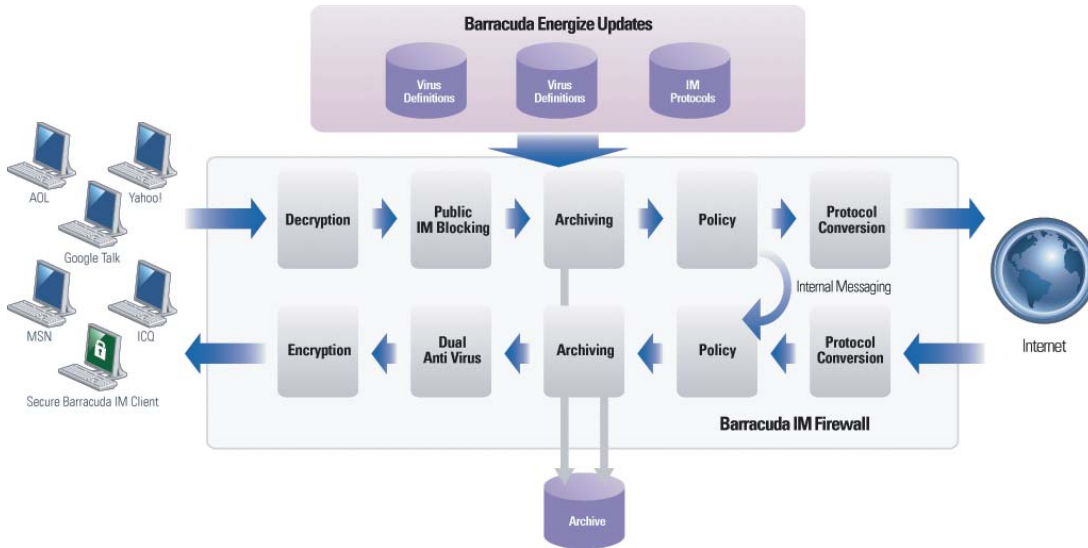 Barracuda Energize Updates
Virus
Definitions
Virus
Definitions
IM
Protocols
AOL
Yahoo!
Google Talk
MSN
ICQ
Secure Barracuda IM Client
Decryption
Public
IM Blocking
Archiving
Policy
Protocol
Conversion
Internal Messaging
Encryption
Dual
Anti Virus
Archiving
Policy
Protocol
Conversion
Internet
Barracuda IM Firewall
Archive